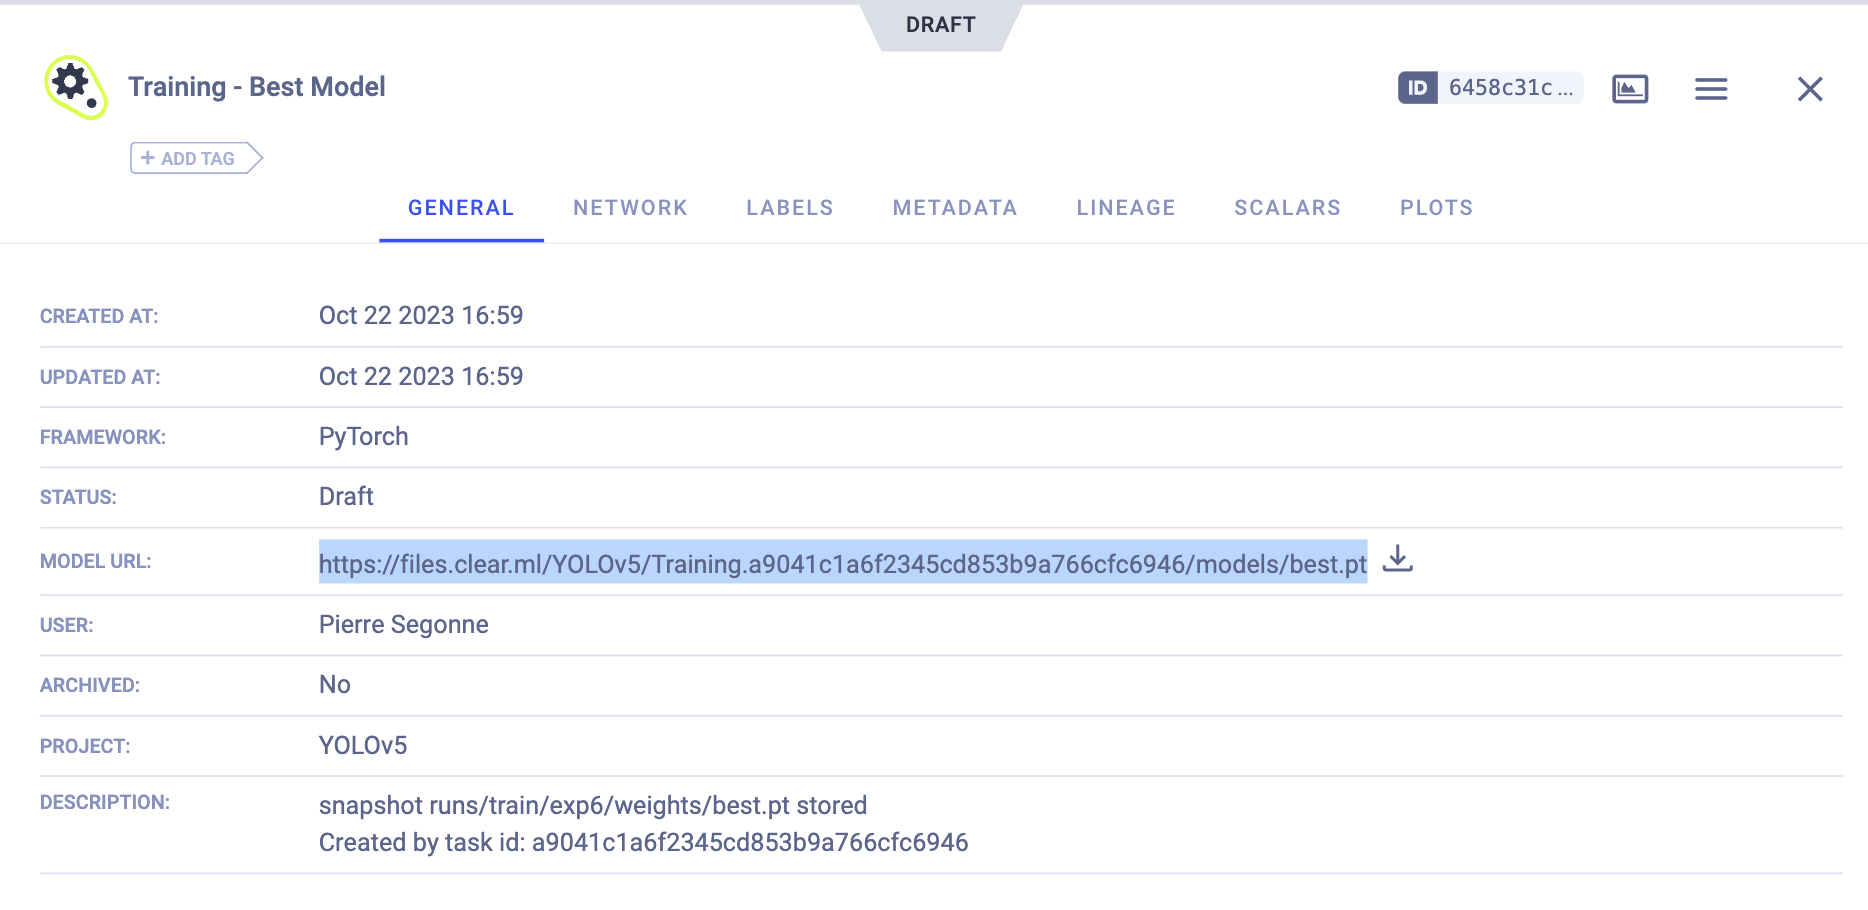 DRAFT
Training - Best Model
ID 6458c31c ...
+ ADD TAG
GENERAL NETWORK LABELS METADATA LINEAGE SCALARS PLOTS
CREATED AT: Oct 22 2023 16:59
UPDATED AT: Oct 22 2023 16:59
FRAMEWORK: PyTorch
STATUS: Draft
MODEL URL: https://files.clear.ml/YOLOv5/Training.a9041c1a6f2345cd853b9a766cfc6946/models/best.pt
USER: Pierre Segonne
ARCHIVED: No
PROJECT: YOLOv5
DESCRIPTION: snapshot runs/train/exp6/weights/best.pt stored
Created by task id: a9041c1a6f2345cd853b9a766cfc6946